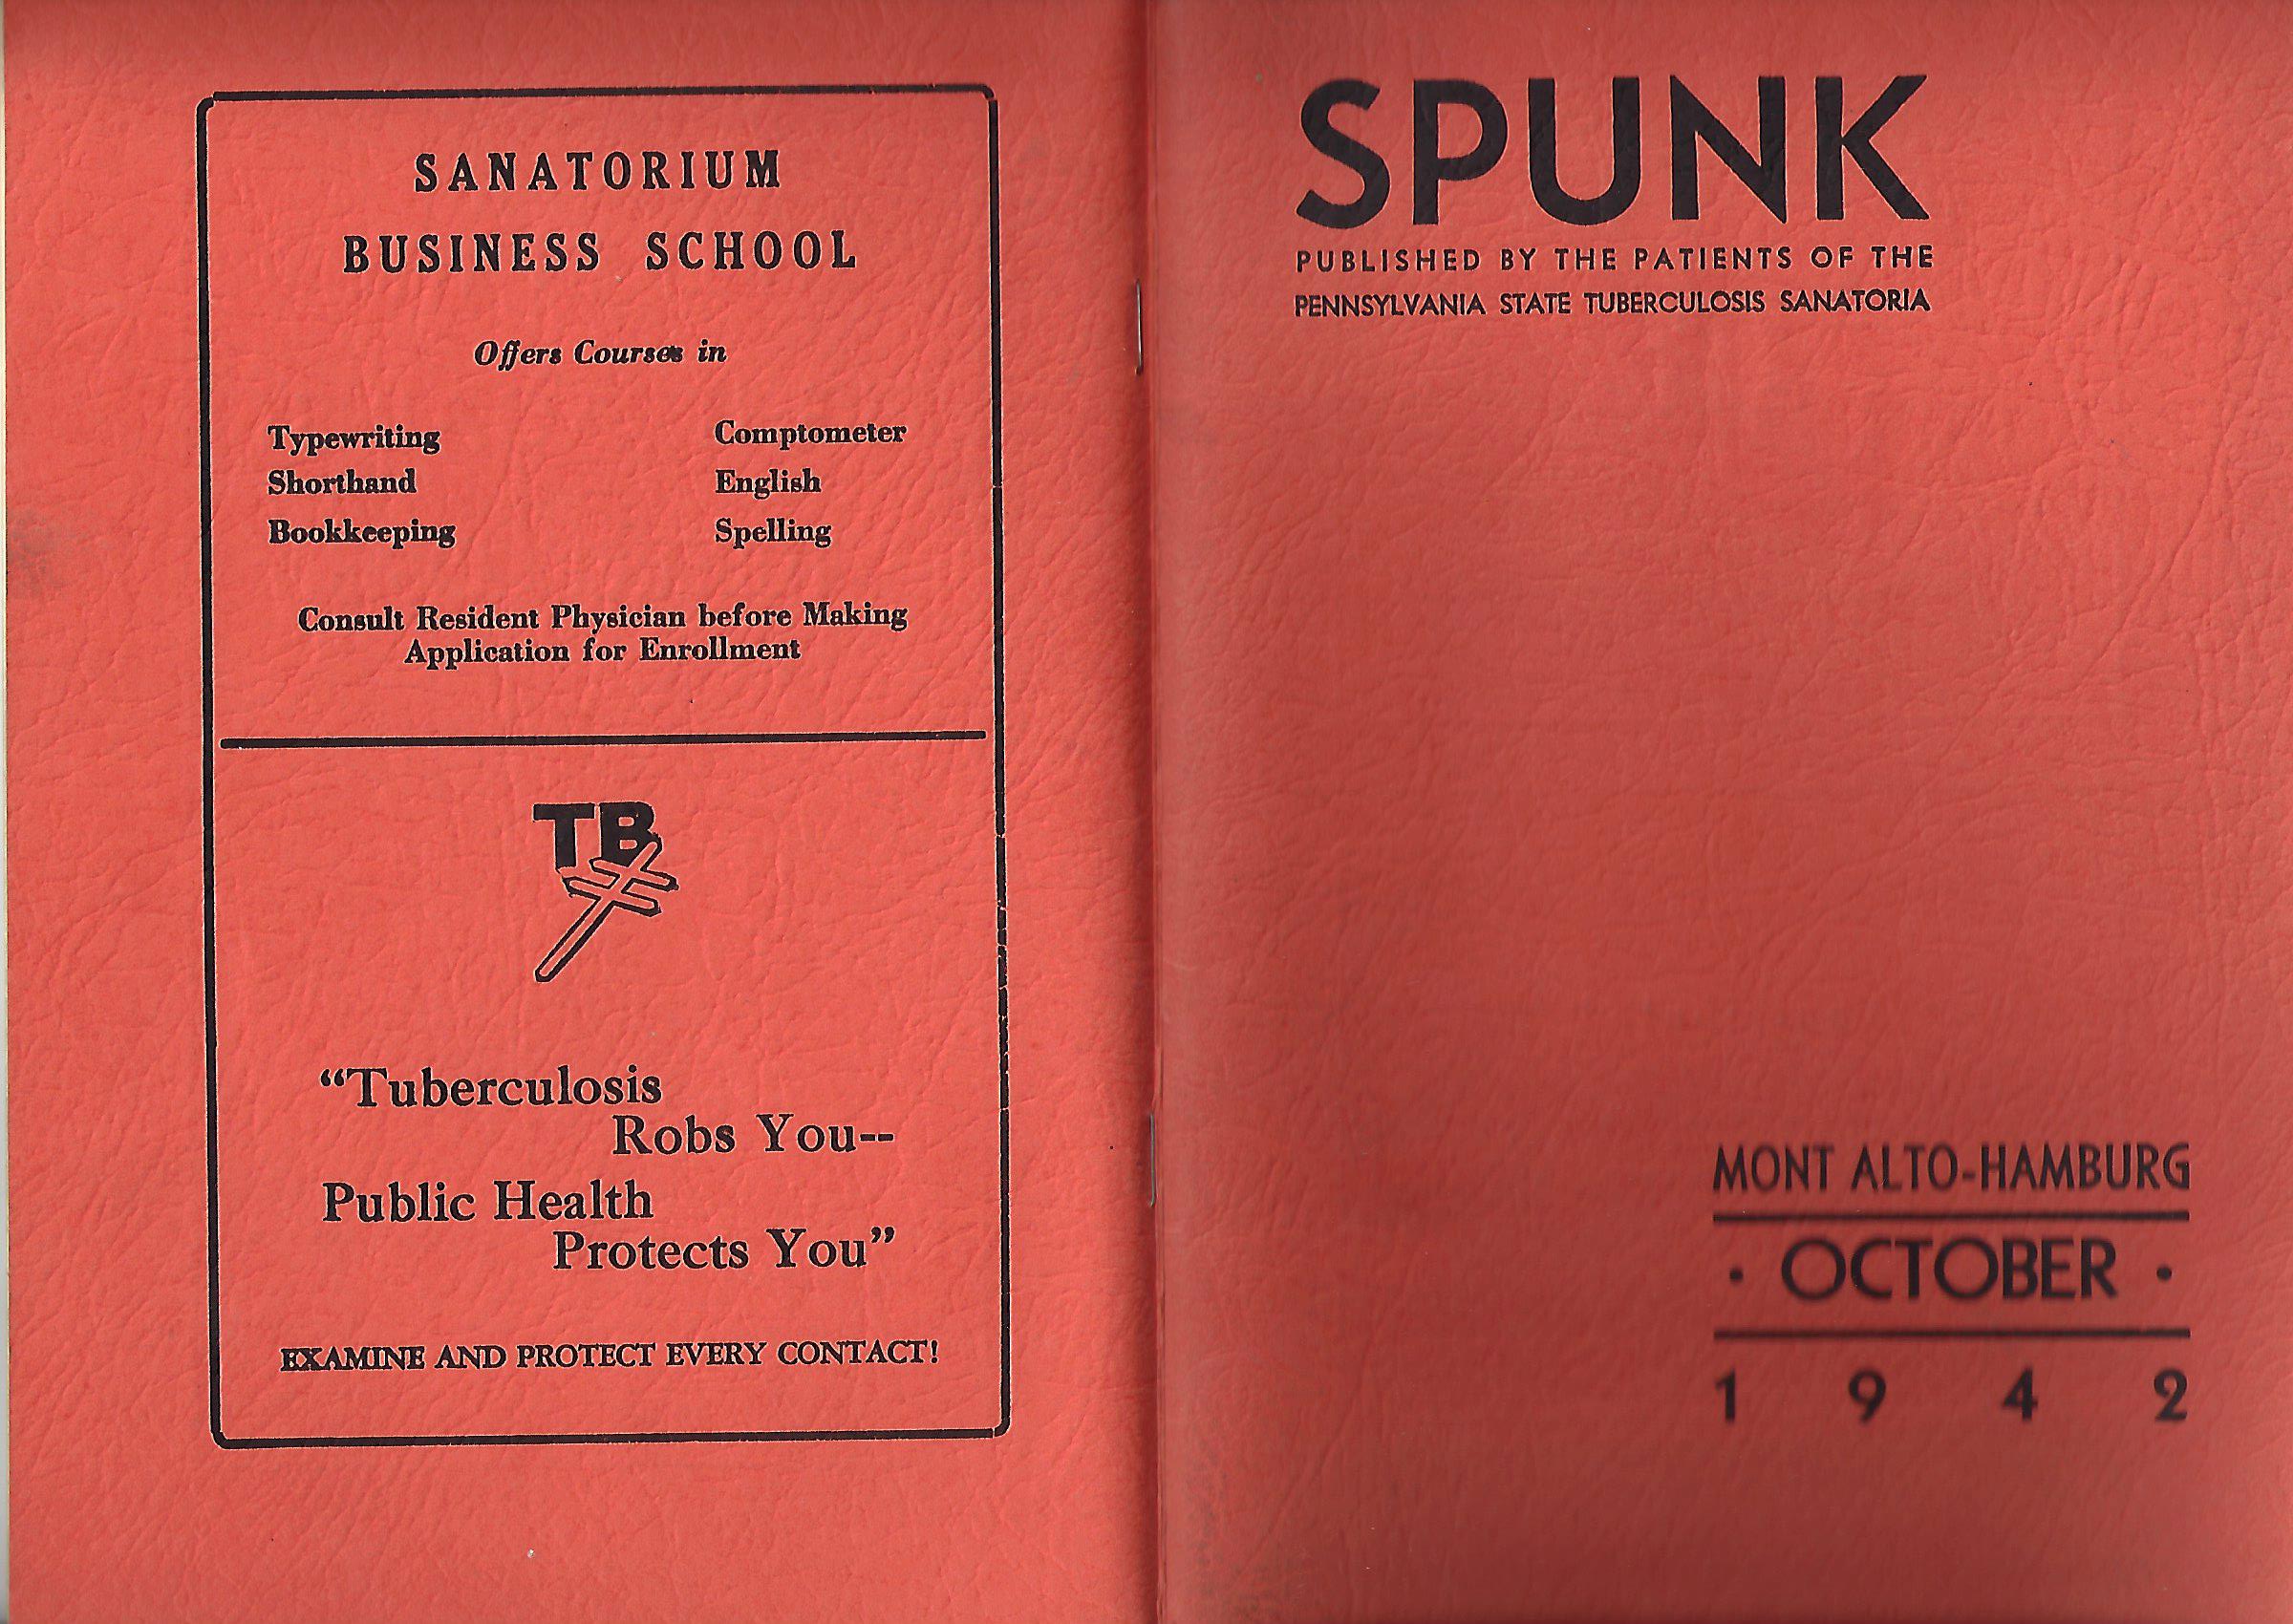 SANATORIUM
BUSINESS SCHOOL
Offers Courses in
Typewriting
Shorthand
Bookkeeping
Comptometer
English
Spelling
Consult Resident Physician before Making
Application for Enrollment
TB
“Tuberculosis
Robs You--
Public Health
Protects You”
EXAMINE AND PROTECT EVERY CONTACT!
SPUNK
PUBLISHED BY THE PATIENTS OF THE
PENNSYLVANIA STATE TUBERCULOSIS SANATORIA
MONT ALTO-HAMBURG
· OCTOBER ·
1 9 4 2